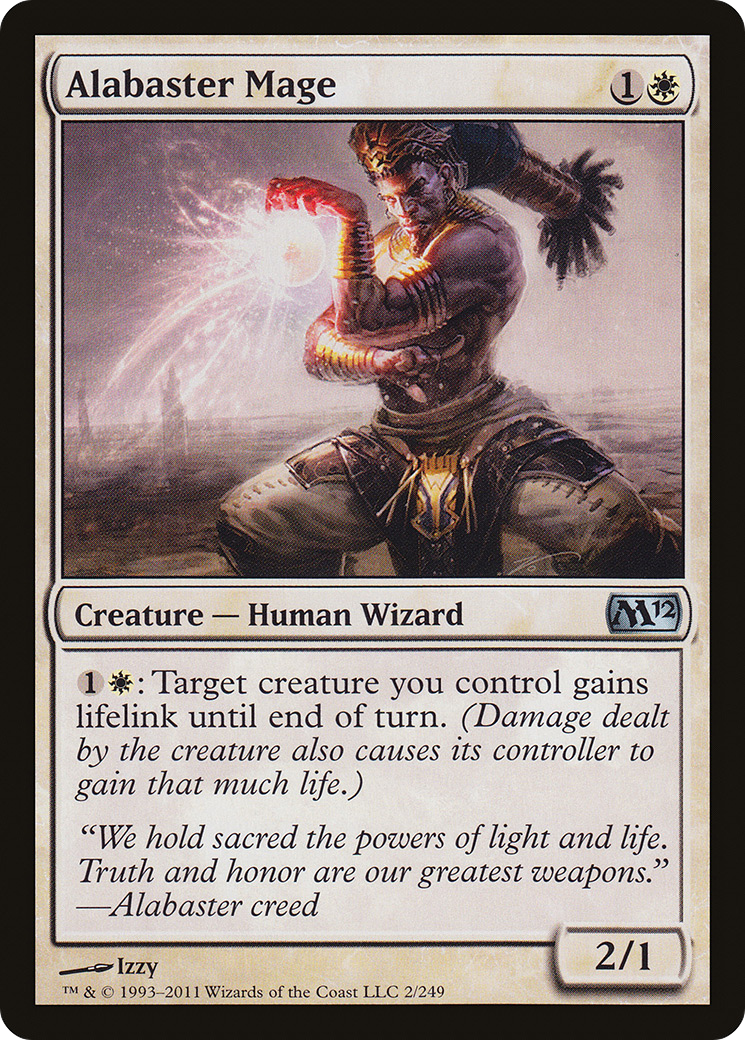 Alabaster Mage 1
Creature — Human Wizard M12
1 : Target creature you control gains
lifelink until end of turn. (Damage dealt
by the creature also causes its controller to
gain that much life.)
“We hold sacred the powers of light and life.
Truth and honor are our greatest weapons.”
—Alabaster creed
2/1
Izzy
™ & © 1993–2011 Wizards of the Coast LLC 2/249